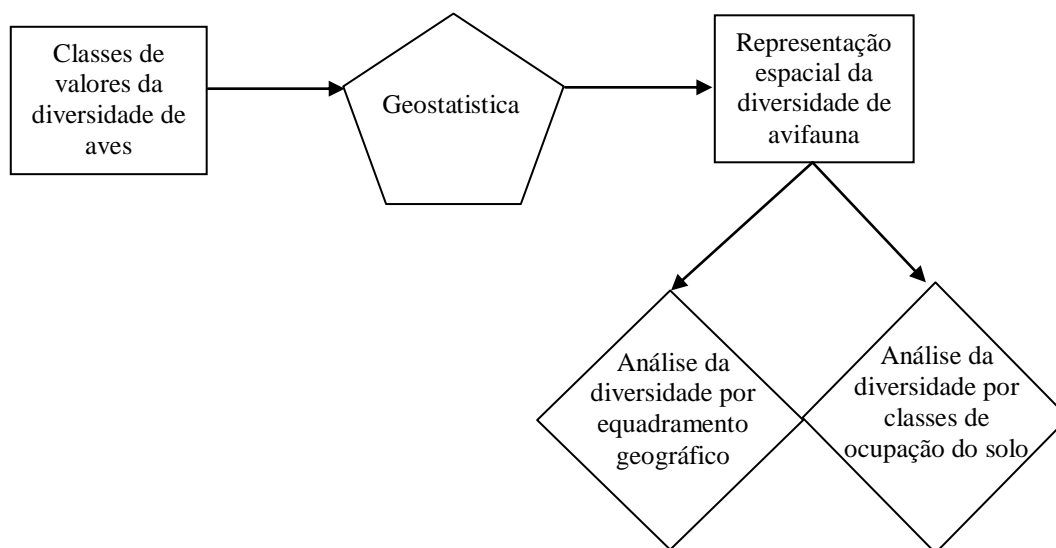 Classes de
valores da
diversidade de
aves
Geostatistica
Representação
espacial da
diversidade de
avifauna
Análise da
diversidade por
equadramento
geográfico
Análise da
diversidade por
classes de
ocupação do solo